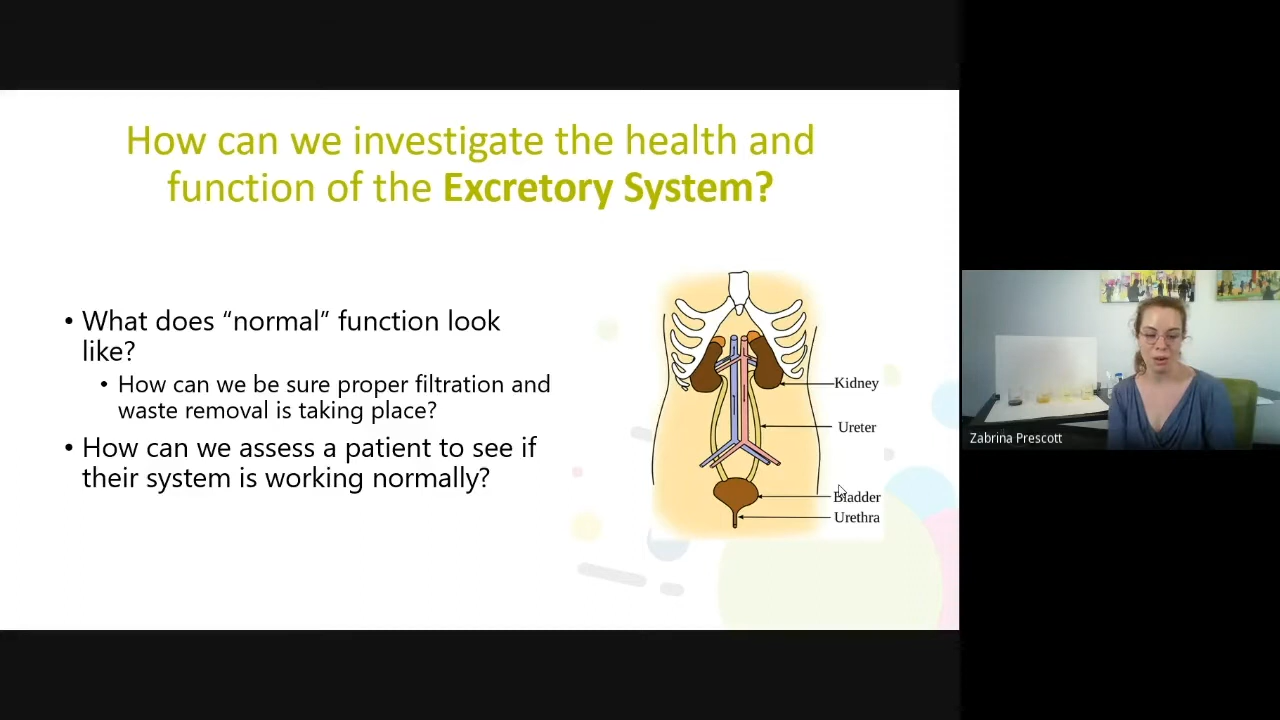 How can we investigate the health and
function of the Excretory System?
• What does “normal” function look
like?
• How can we be sure proper filtration and
waste removal is taking place?
• How can we assess a patient to see if
their system is working normally?
Kidney
Ureter
Bladder
Urethra
Zabrina Prescott